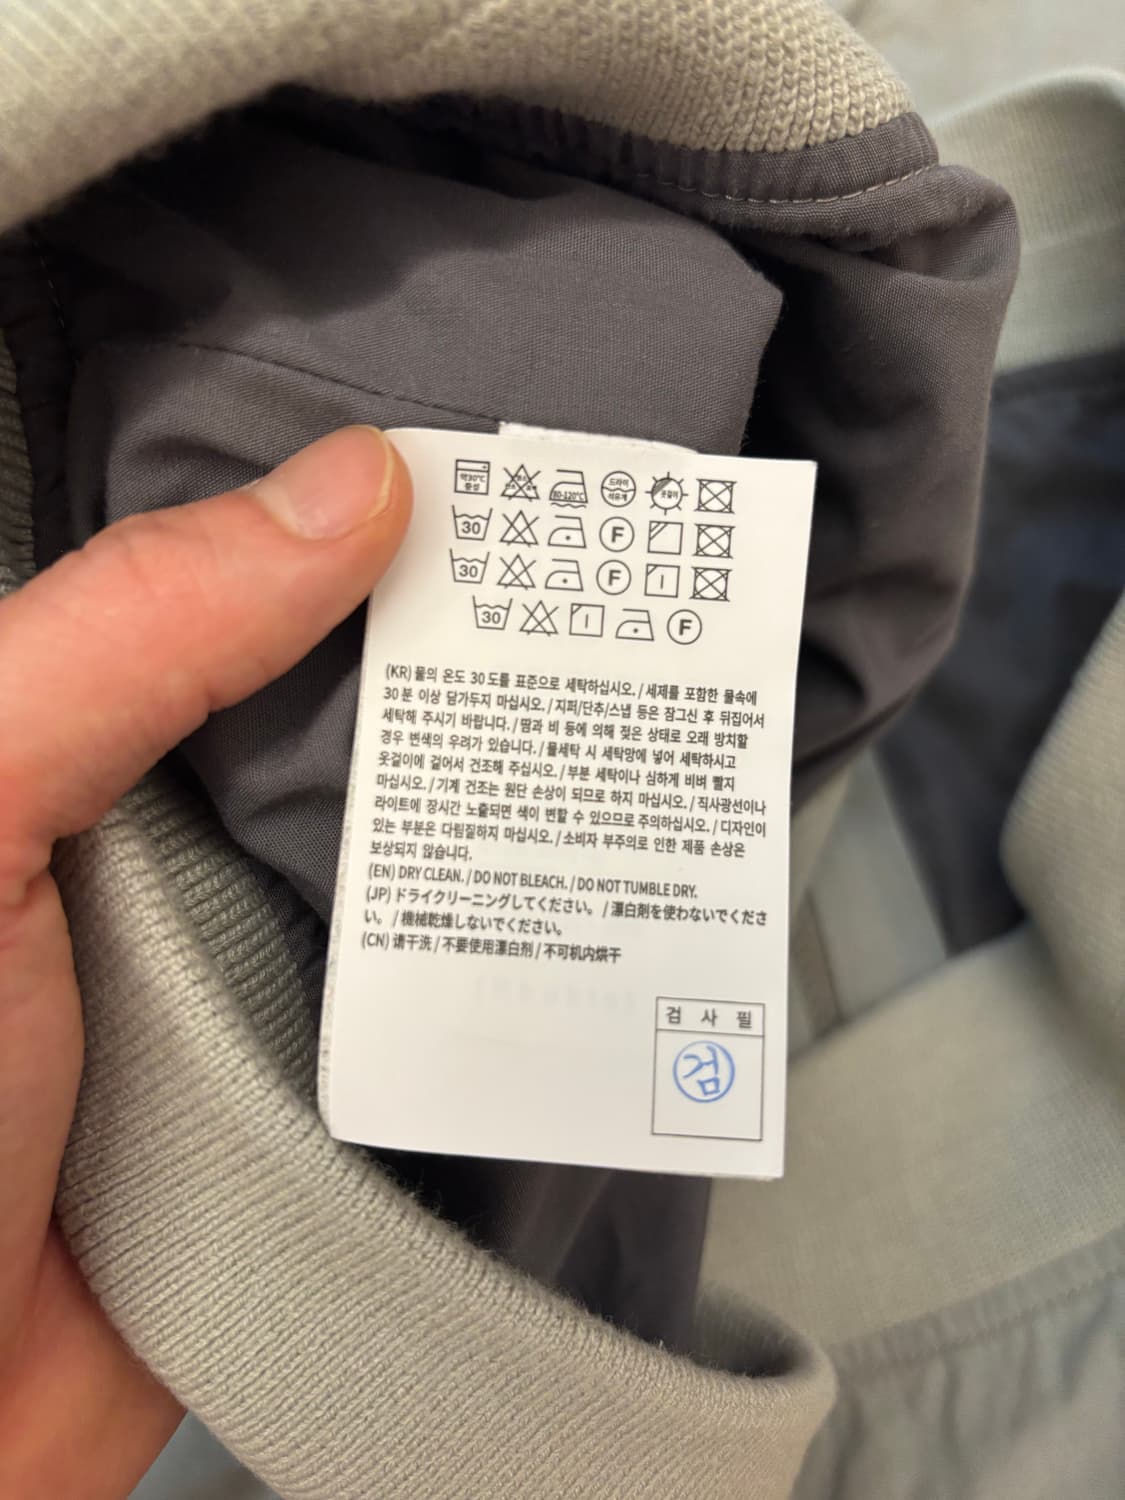 약30℃ 중성 80-120℃ 드라이 석유계 옷걸이
30 F
30 F
30 F
(KR) 물의 온도 30도를 표준으로 세탁하십시오. / 세제를 포함한 물속에
30분 이상 담가두지 마십시오. / 지퍼/단추/스냅 등은 잠그신 후 뒤집어서
세탁해 주시기 바랍니다. / 땀과 비 등에 의해 젖은 상태로 오래 방치할
경우 변색의 우려가 있습니다. / 물세탁 시 세탁망에 넣어 세탁하시고
옷걸이에 걸어서 건조해 주십시오. / 부분 세탁이나 심하게 비벼 빨지
마십시오. / 기계 건조는 원단 손상이 되므로 하지 마십시오. / 직사광선이나
라이트에 장시간 노출되면 색이 변할 수 있으므로 주의하십시오. / 디자인이
있는 부분은 다림질하지 마십시오. / 소비자 부주의로 인한 제품 손상은
보상되지 않습니다.
(EN) DRY CLEAN. / DO NOT BLEACH. / DO NOT TUMBLE DRY.
(JP) ドライクリーニングしてください。 / 漂白剤を使わないでくださ
い。 / 機械乾燥しないでください。
(CN) 请干洗 / 不要使用漂白剂 / 不可机内烘干
검 사 필
검